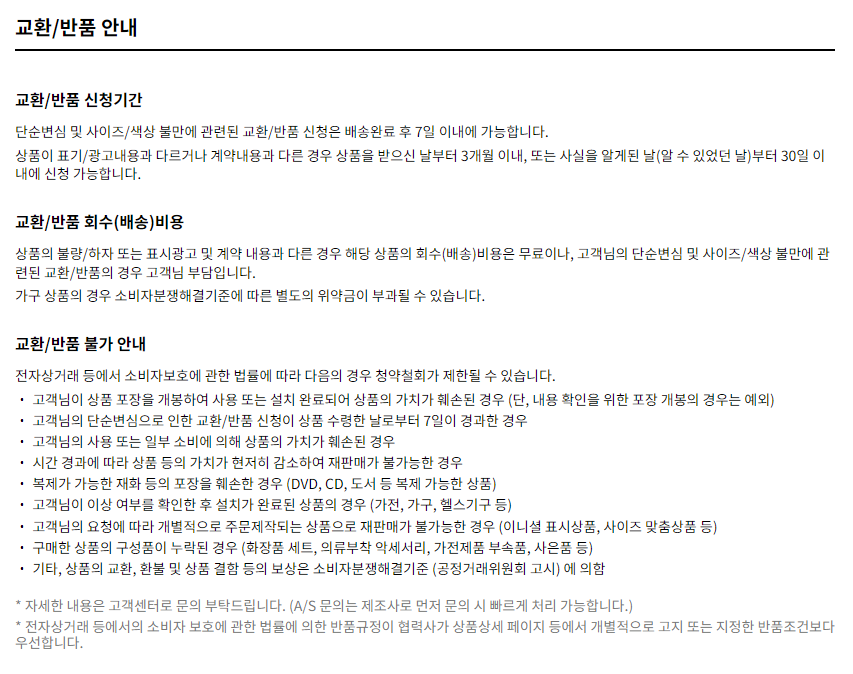 교환/반품 안내
교환/반품 신청기간
단순변심 및 사이즈/색상 불만에 관련된 교환/반품 신청은 배송완료 후 7일 이내에 가능합니다.
상품이 표기/광고내용과 다르거나 계약내용과 다른 경우 상품을 받으신 날부터 3개월 이내, 또는 사실을 알게된 날(알 수 있었던 날)부터 30일 이
내에 신청 가능합니다.
교환/반품 회수(배송)비용
상품의 불량/하자 또는 표시광고 및 계약 내용과 다른 경우 해당 상품의 회수(배송)비용은 무료이나, 고객님의 단순변심 및 사이즈/색상 불만에 관
련된 교환/반품의 경우 고객님 부담입니다.
가구 상품의 경우 소비자분쟁해결기준에 따른 별도의 위약금이 부과될 수 있습니다.
교환/반품 불가 안내
전자상거래 등에서 소비자보호에 관한 법률에 따라 다음의 경우 청약철회가 제한될 수 있습니다.
• 고객님이 상품 포장을 개봉하여 사용 또는 설치 완료되어 상품의 가치가 훼손된 경우 (단, 내용 확인을 위한 포장 개봉의 경우는 예외)
• 고객님의 단순변심으로 인한 교환/반품 신청이 상품 수령한 날로부터 7일이 경과한 경우
• 고객님의 사용 또는 일부 소비에 의해 상품의 가치가 훼손된 경우
• 시간 경과에 따라 상품 등의 가치가 현저히 감소하여 재판매가 불가능한 경우
• 복제가 가능한 재화 등의 포장을 훼손한 경우 (DVD, CD, 도서 등 복제 가능한 상품)
• 고객님이 이상 여부를 확인한 후 설치가 완료된 상품의 경우 (가전, 가구, 헬스기구 등)
• 고객님의 요청에 따라 개별적으로 주문제작되는 상품으로 재판매가 불가능한 경우 (이니셜 표시상품, 사이즈 맞춤상품 등)
• 구매한 상품의 구성품이 누락된 경우 (화장품 세트, 의류부착 악세서리, 가전제품 부속품, 사은품 등)
• 기타, 상품의 교환, 환불 및 상품 결함 등의 보상은 소비자분쟁해결기준 (공정거래위원회 고시) 에 의함
* 자세한 내용은 고객센터로 문의 부탁드립니다. (A/S 문의는 제조사로 먼저 문의 시 빠르게 처리 가능합니다.)
* 전자상거래 등에서의 소비자 보호에 관한 법률에 의한 반품규정이 협력사가 상품상세 페이지 등에서 개별적으로 고지 또는 지정한 반품조건보다
우선합니다.